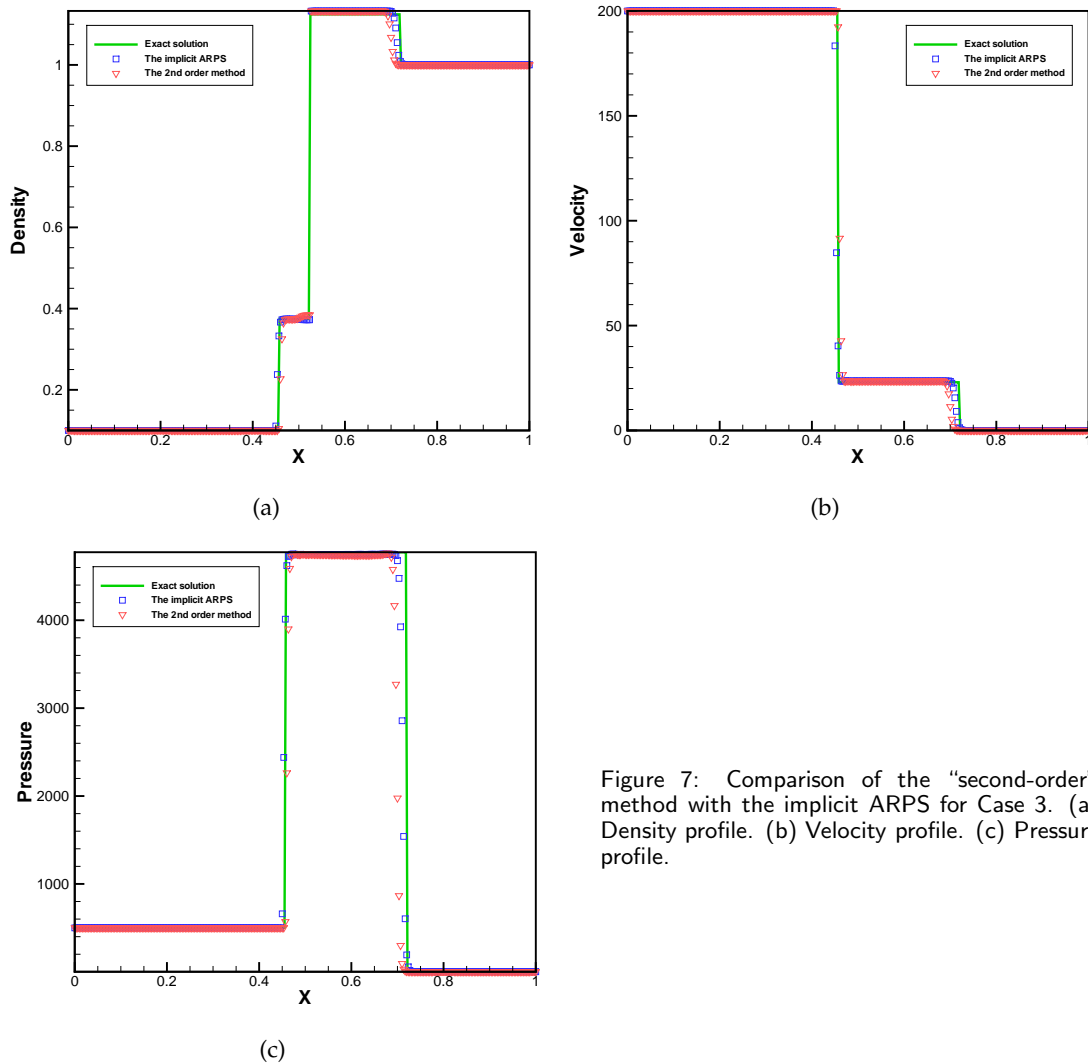 Density
1
0.8
0.6
0.4
0.2
0 0.2 0.4 0.6 0.8 1
X
Exact solution
The implicit ARPS
The 2nd order method
(a)
Velocity
200
150
100
50
0
0 0.2 0.4 0.6 0.8 1
X
Exact solution
The implicit ARPS
The 2nd order method
(b)
Pressure
4000
3000
2000
1000
0 0.2 0.4 0.6 0.8 1
X
Exact solution
The implicit ARPS
The 2nd order method
(c)
Figure 7: Comparison of the “second-order”
method with the implicit ARPS for Case 3. (a
Density profile. (b) Velocity profile. (c) Pressur
profile.